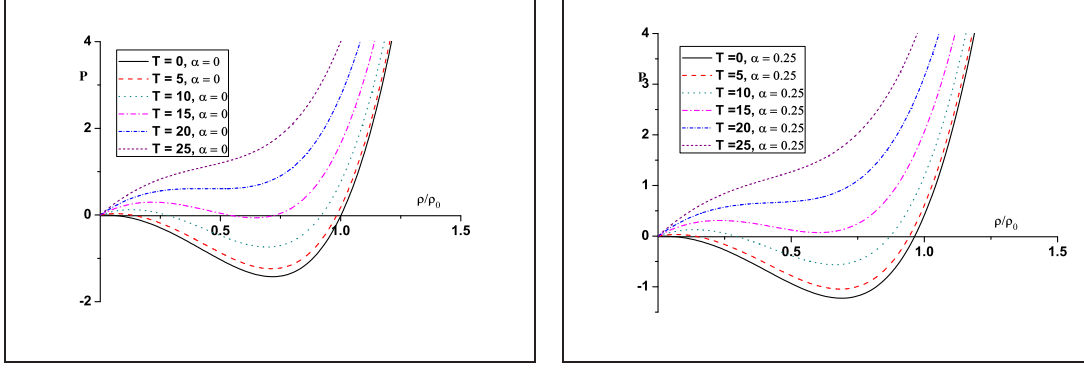 4
2
0
-2
P
T = 0, α = 0
T = 5, α = 0
T = 10, α = 0
T = 15, α = 0
T = 20, α = 0
T = 25, α = 0
ρ/ρ0
0.5
1.0
1.5
4
3
2
1
0
-1
P
T =0, α = 0.25
T =5, α = 0.25
T =10, α = 0.25
T =15, α = 0.25
T =20, α = 0.25
T =25, α = 0.25
ρ/ρ0
0.5
1.0
1.5